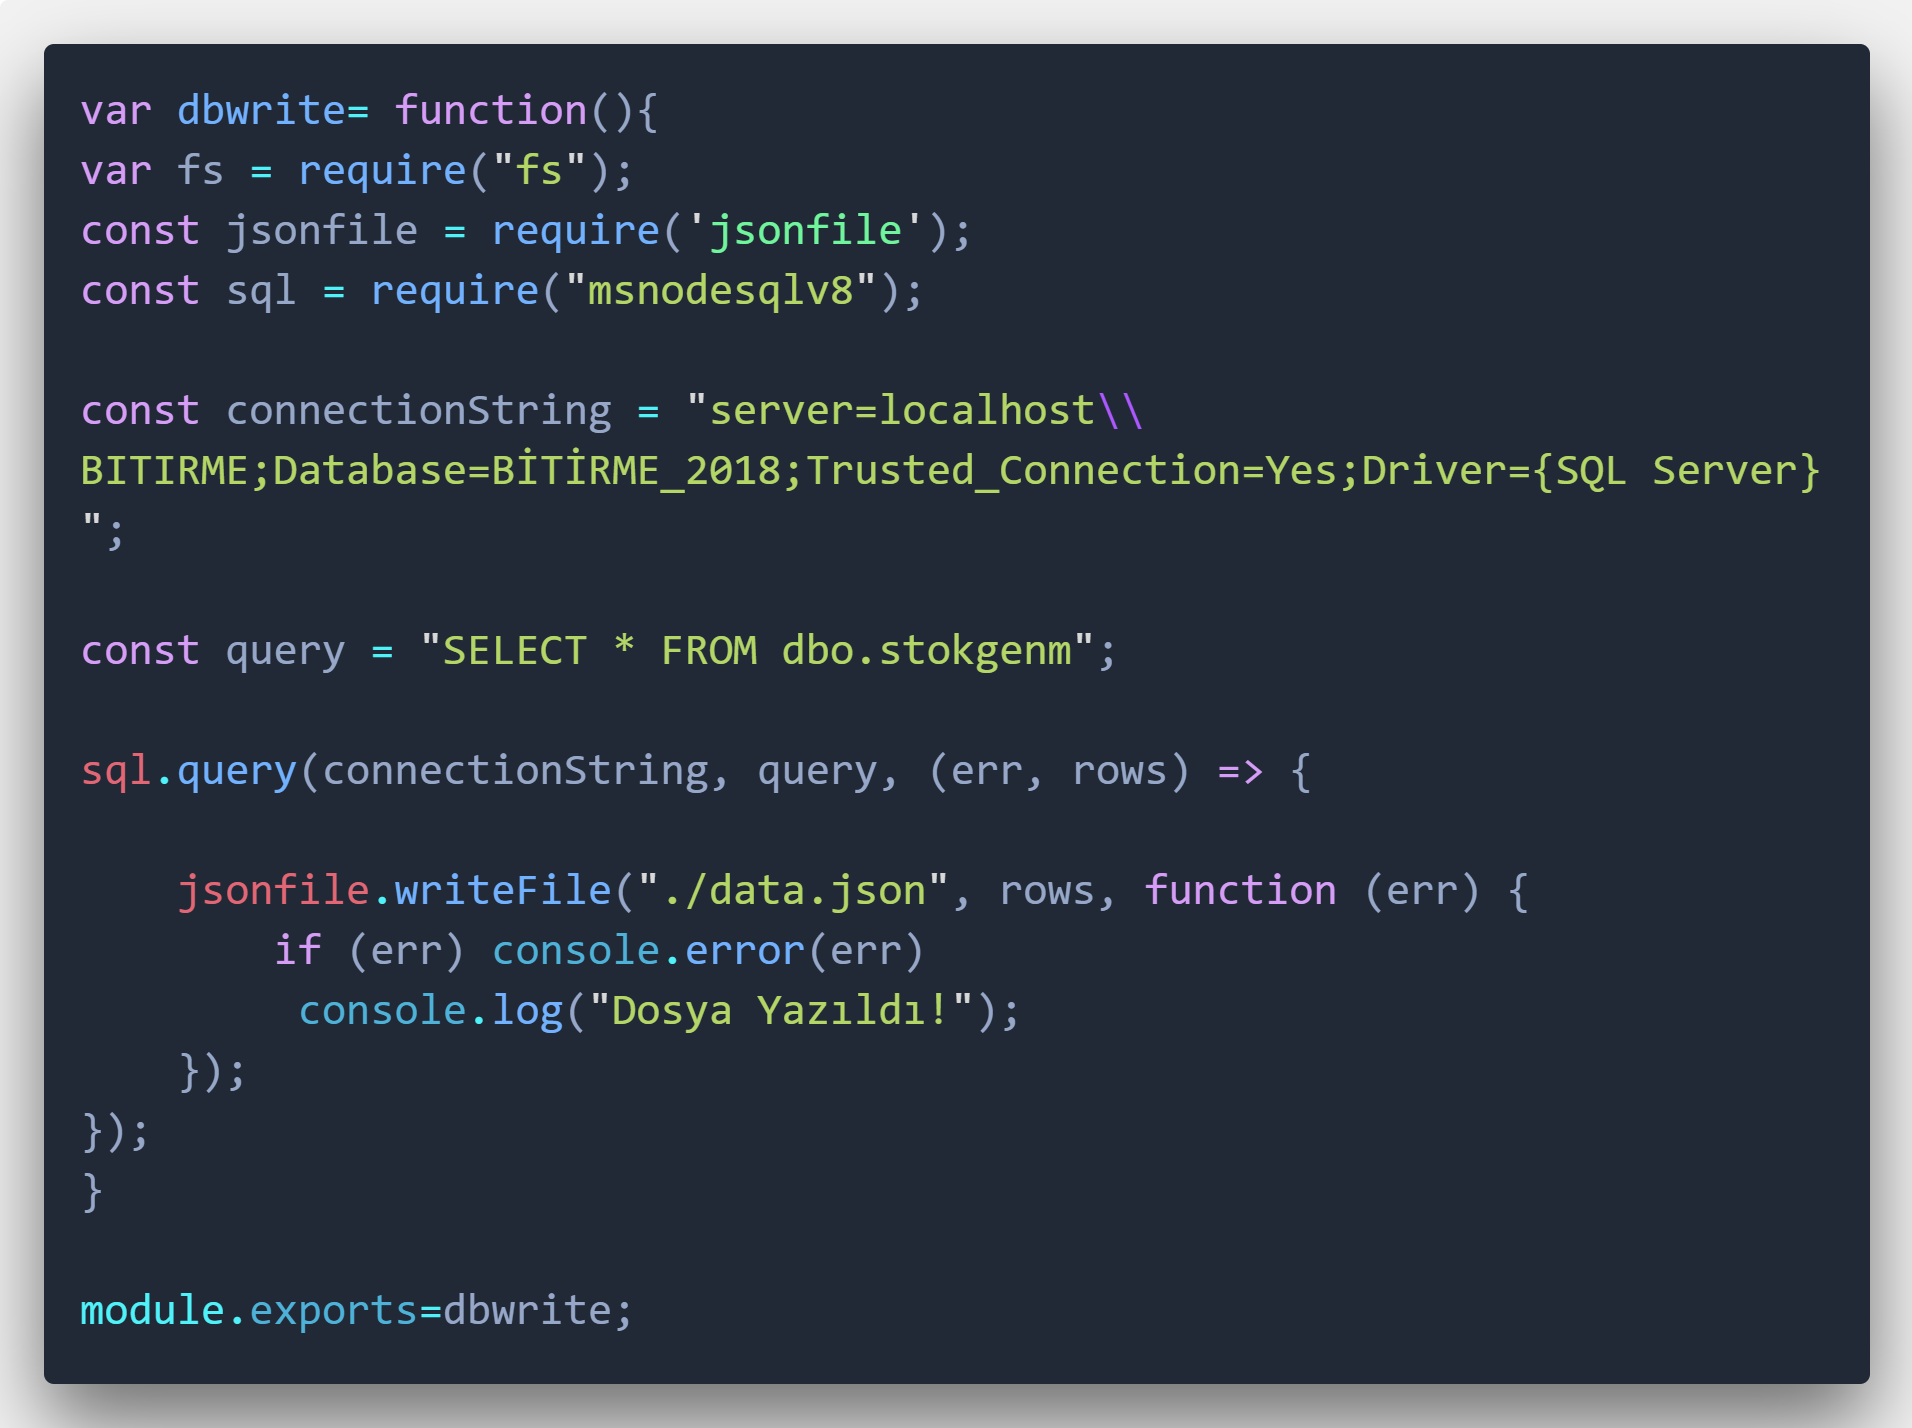 var dbwrite= function(){
var fs = require("fs");
const jsonfile = require('jsonfile');
const sql = require("msnodesqlv8");
const connectionString = "server=localhost\\
BITIRME;Database=BİTİRME_2018;Trusted_Connection=Yes;Driver={SQL Server}
";
const query = "SELECT * FROM dbo.stokgenm";
sql.query(connectionString, query, (err, rows) => {
    jsonfile.writeFile("./data.json", rows, function (err) {
        if (err) console.error(err)
         console.log("Dosya Yazıldı!");
    });
});
}
module.exports=dbwrite;